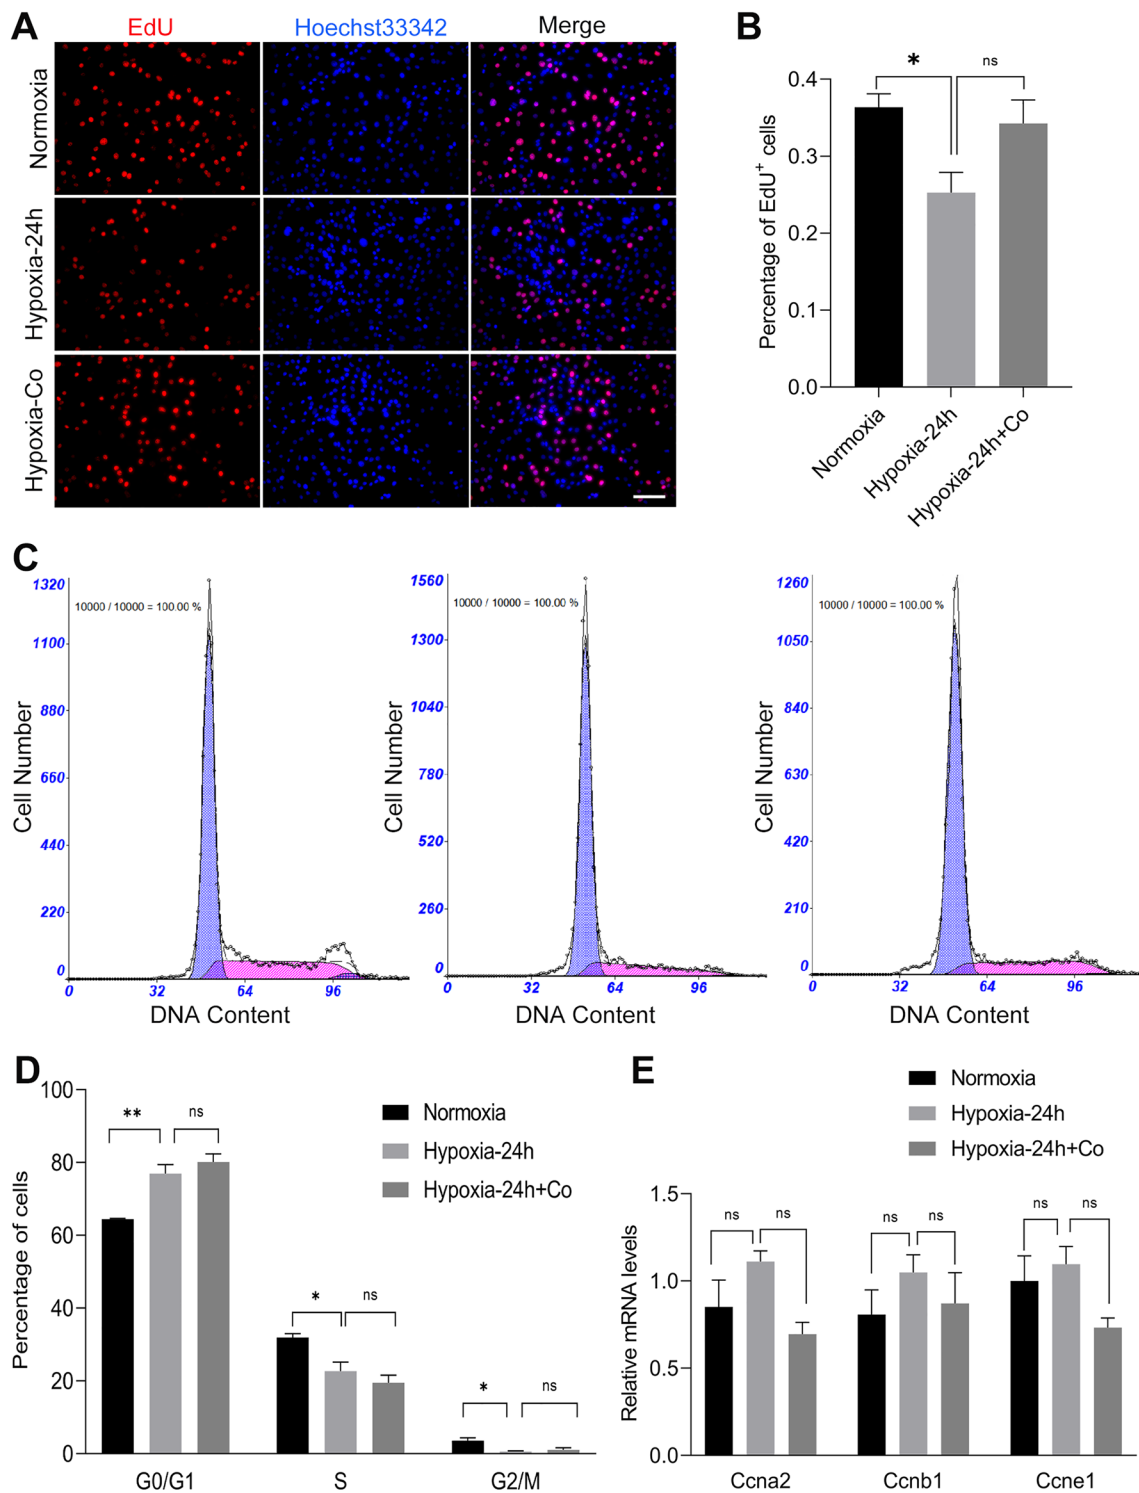 A
EdU
Hoechst33342
Merge
Normoxia
Hypoxia-24h
Hypoxia-Co
B
Percentage of EdU+ cells
0.4
0.3
0.2
0.1
0.0
*
ns
Normoxia
Hypoxia-24h
Hypoxia-24h+Co
C
Cell Number
1320
1100
880
660
440
220
0
10000 / 10000 = 100.00 %
0 32 64 96
DNA Content
Cell Number
1560
1300
1040
780
520
260
0
10000 / 10000 = 100.00 %
0 32 64 96
DNA Content
Cell Number
1260
1050
840
630
420
210
0
10000 / 10000 = 100.00 %
0 32 64 96
DNA Content
D
Percentage of cells
100
80
60
40
20
0
** ns
* ns
* ns
Normoxia
Hypoxia-24h
Hypoxia-24h+Co
G0/G1 S G2/M
E
Normoxia
Hypoxia-24h
Hypoxia-24h+Co
Relative mRNA levels
1.5
1.0
0.5
0.0
ns ns
ns ns
ns ns
Ccna2 Ccnb1 Ccne1